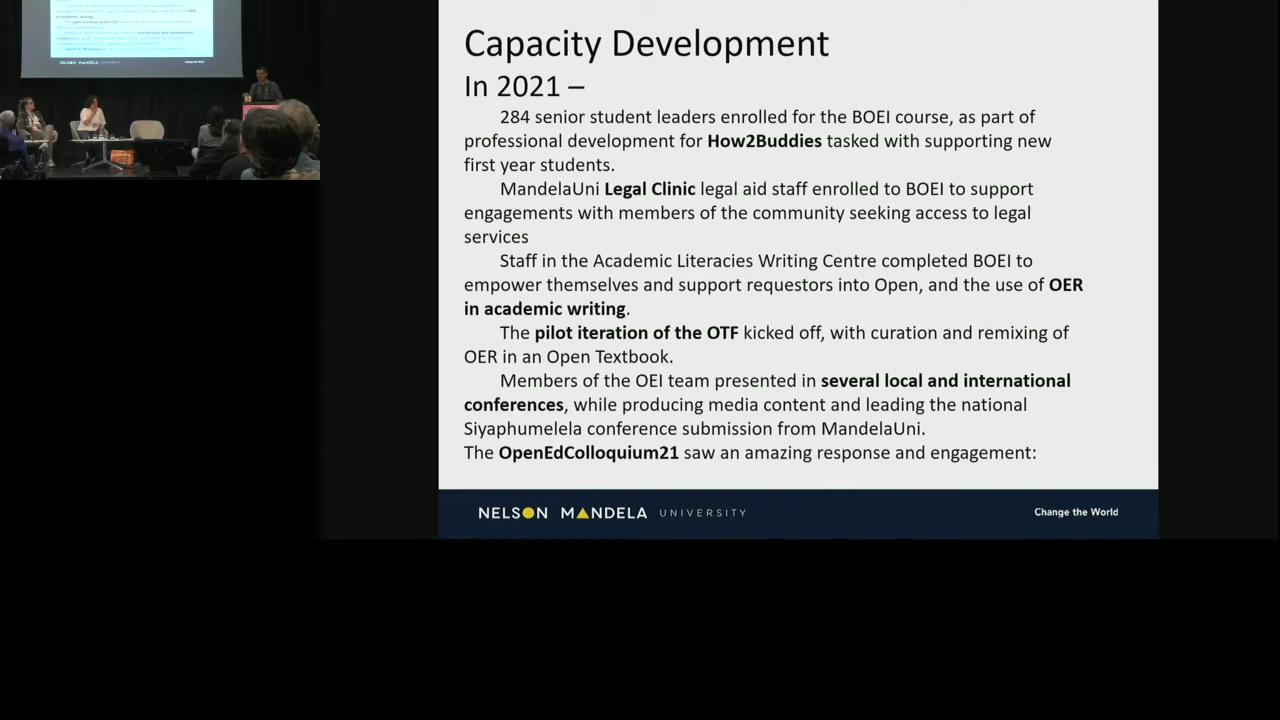 Capacity Development
In 2021 –
284 senior student leaders enrolled for the BOEI course, as part of
professional development for How2Buddies tasked with supporting new
first year students.
MandelaUni Legal Clinic legal aid staff enrolled to BOEI to support
engagements with members of the community seeking access to legal
services
Staff in the Academic Literacies Writing Centre completed BOEI to
empower themselves and support requestors into Open, and the use of OER
in academic writing.
The pilot iteration of the OTF kicked off, with curation and remixing of
OER in an Open Textbook.
Members of the OEI team presented in several local and international
conferences, while producing media content and leading the national
Siyaphumelela conference submission from MandelaUni.
The OpenEdColloquium21 saw an amazing response and engagement:
NELSON MANDELA UNIVERSITY
Change the World